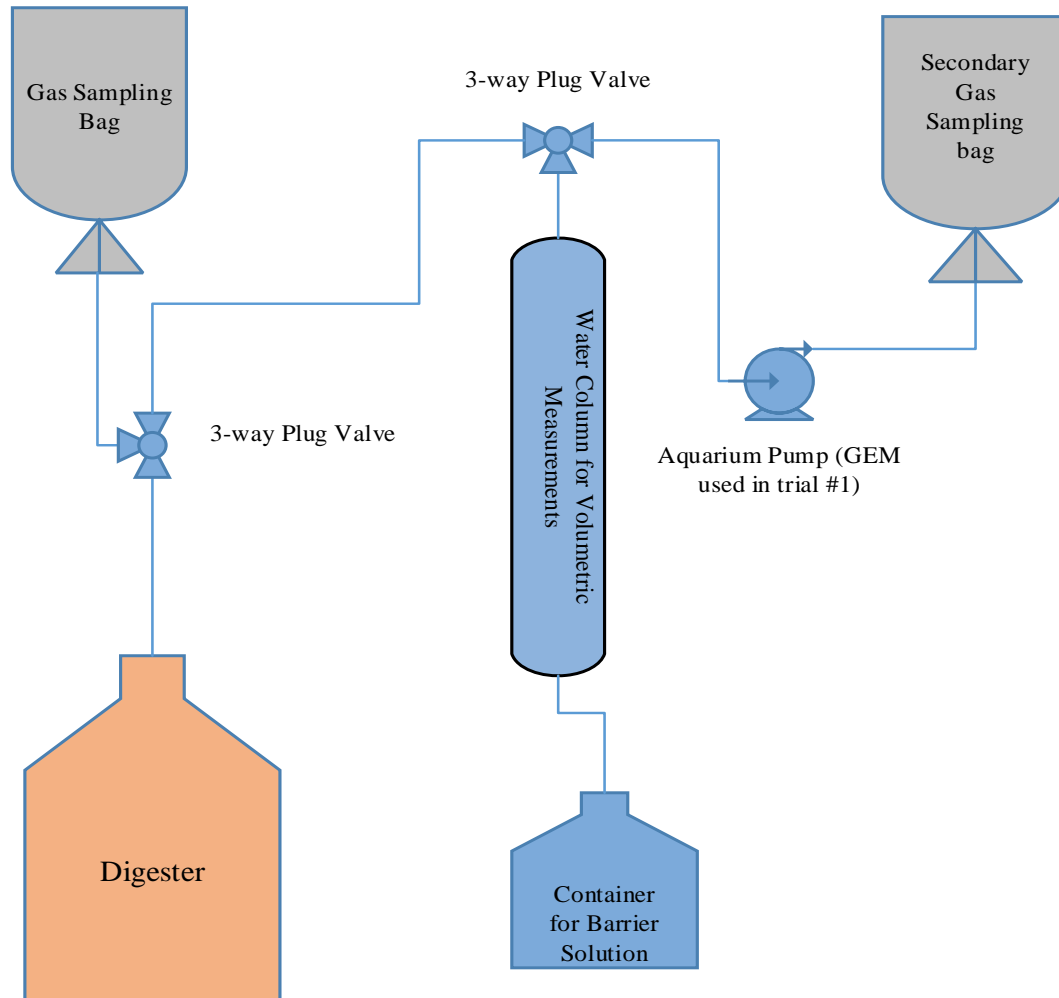 Gas Sampling
Bag
3-way Plug Valve
Secondary
Gas
Sampling
bag
Water Column for Volumetric
Measurements
3-way Plug Valve
Aquarium Pump (GEM
used in trial #1)
Digester
Container
for Barrier
Solution